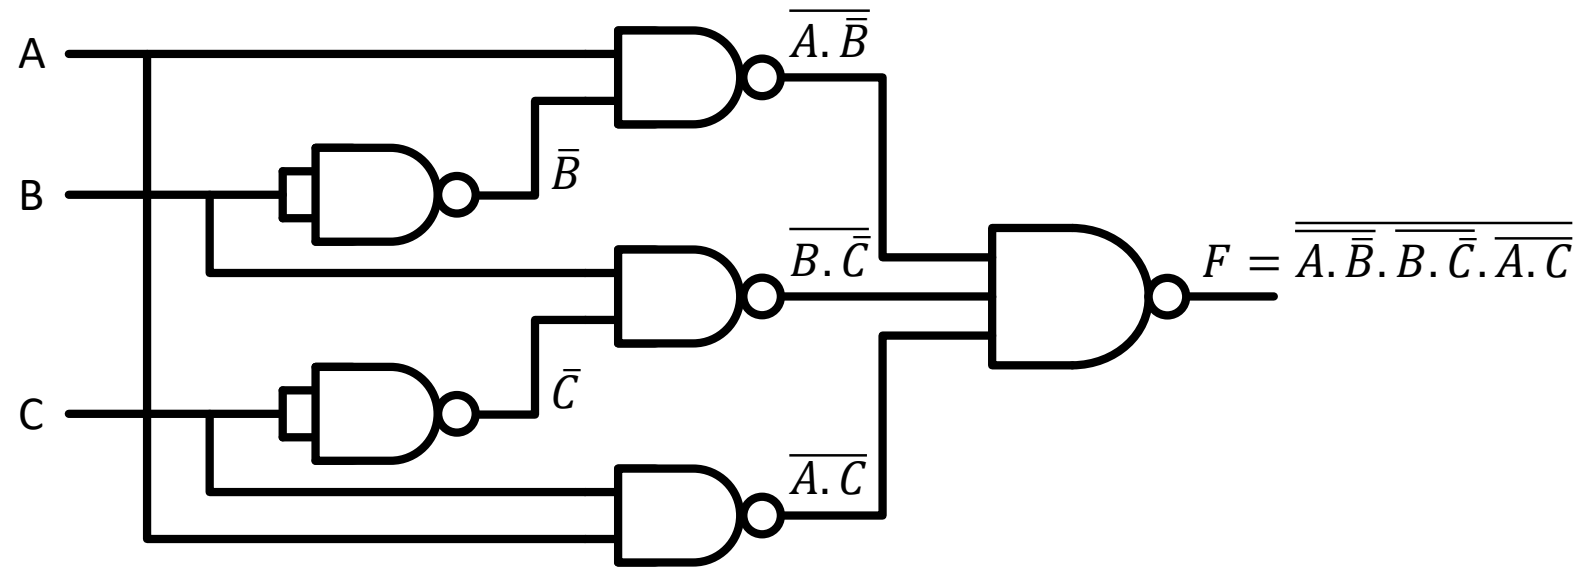 A
$\overline{A.\bar{B}}$
B
$\bar{B}$
$\overline{B.\bar{C}}$
$F = \overline{\overline{A.\bar{B}}.\overline{B.\bar{C}}.\overline{A.C}}$
C
$\bar{C}$
$\overline{A.C}$